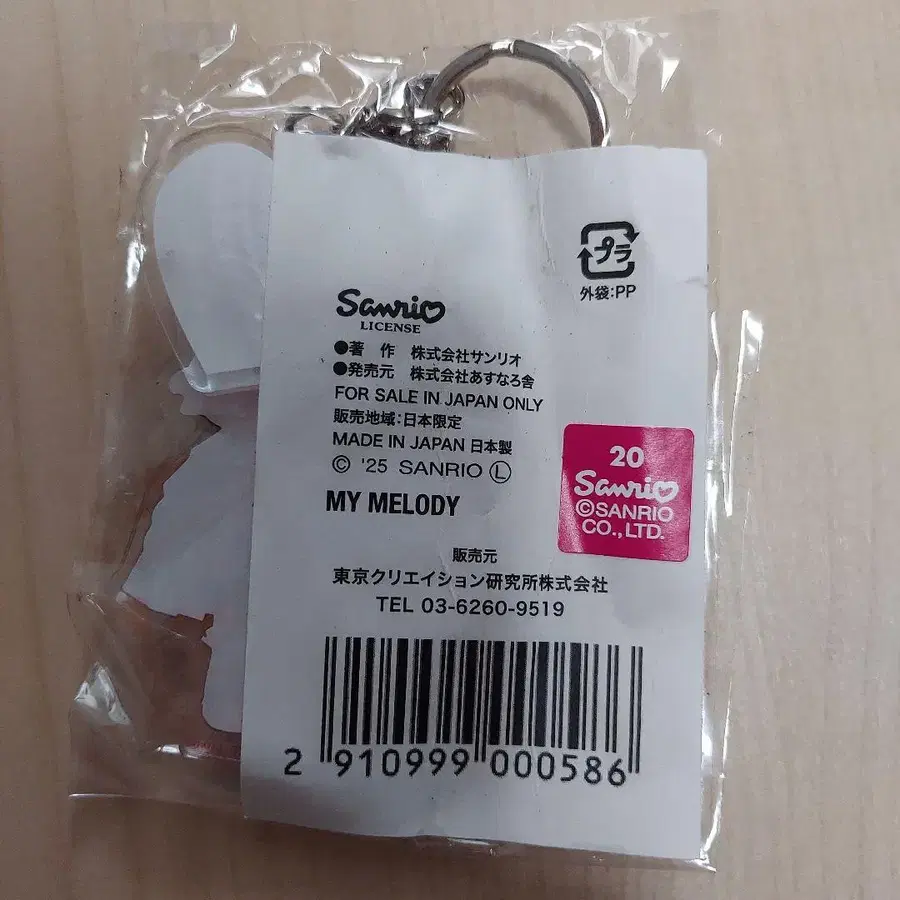 プラ
外袋:PP
Sanrio
LICENSE
●著 作 株式会社サンリオ
●発売元 株式会社あすなろ舎
FOR SALE IN JAPAN ONLY
販売地域:日本限定
MADE IN JAPAN 日本製
© '25 SANRIO Ⓛ
MY MELODY
20
Sanrio
©SANRIO
CO., LTD.
販売元
東京クリエイション研究所株式会社
TEL 03-6260-9519
2 910999 000586